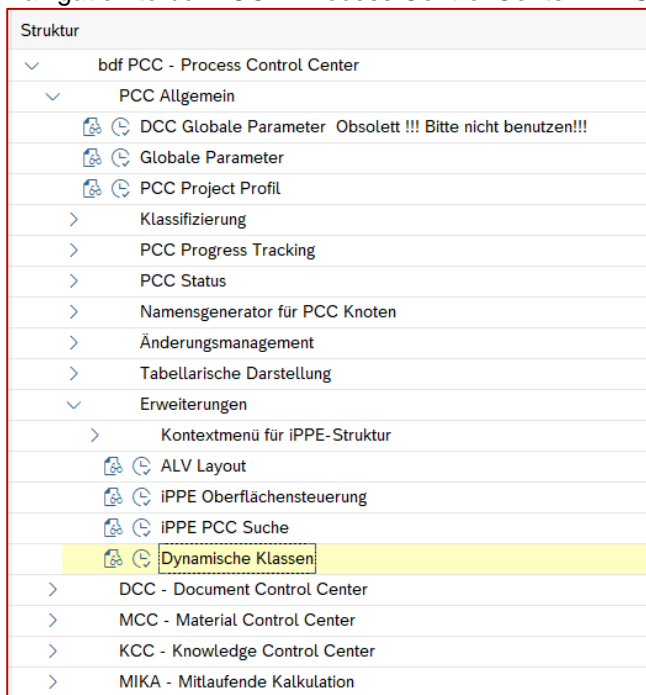 Struktur
bdf PCC - Process Control Center
PCC Allgemein
DCC Globale Parameter Obsolett !!! Bitte nicht benutzen!!!
Globale Parameter
PCC Project Profil
Klassifizierung
PCC Progress Tracking
PCC Status
Namensgenerator für PCC Knoten
Änderungsmanagement
Tabellarische Darstellung
Erweiterungen
Kontextmenü für iPPE-Struktur
ALV Layout
iPPE Oberflächensteuerung
iPPE PCC Suche
Dynamische Klassen
DCC - Document Control Center
MCC - Material Control Center
KCC - Knowledge Control Center
MIKA - Mitlaufende Kalkulation